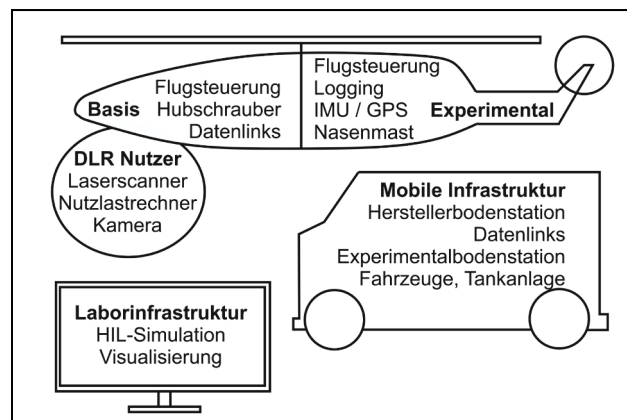 Flugsteuerung
Basis Hubschrauber
Datenlinks
Flugsteuerung
Logging
IMU / GPS Experimental
Nasenmast
DLR Nutzer
Laserscanner
Nutzlastrechner
Kamera
Mobile Infrastruktur
Herstellerbodenstation
Datenlinks
Experimentalbodenstation
Fahrzeuge, Tankanlage
Laborinfrastruktur
HIL-Simulation
Visualisierung